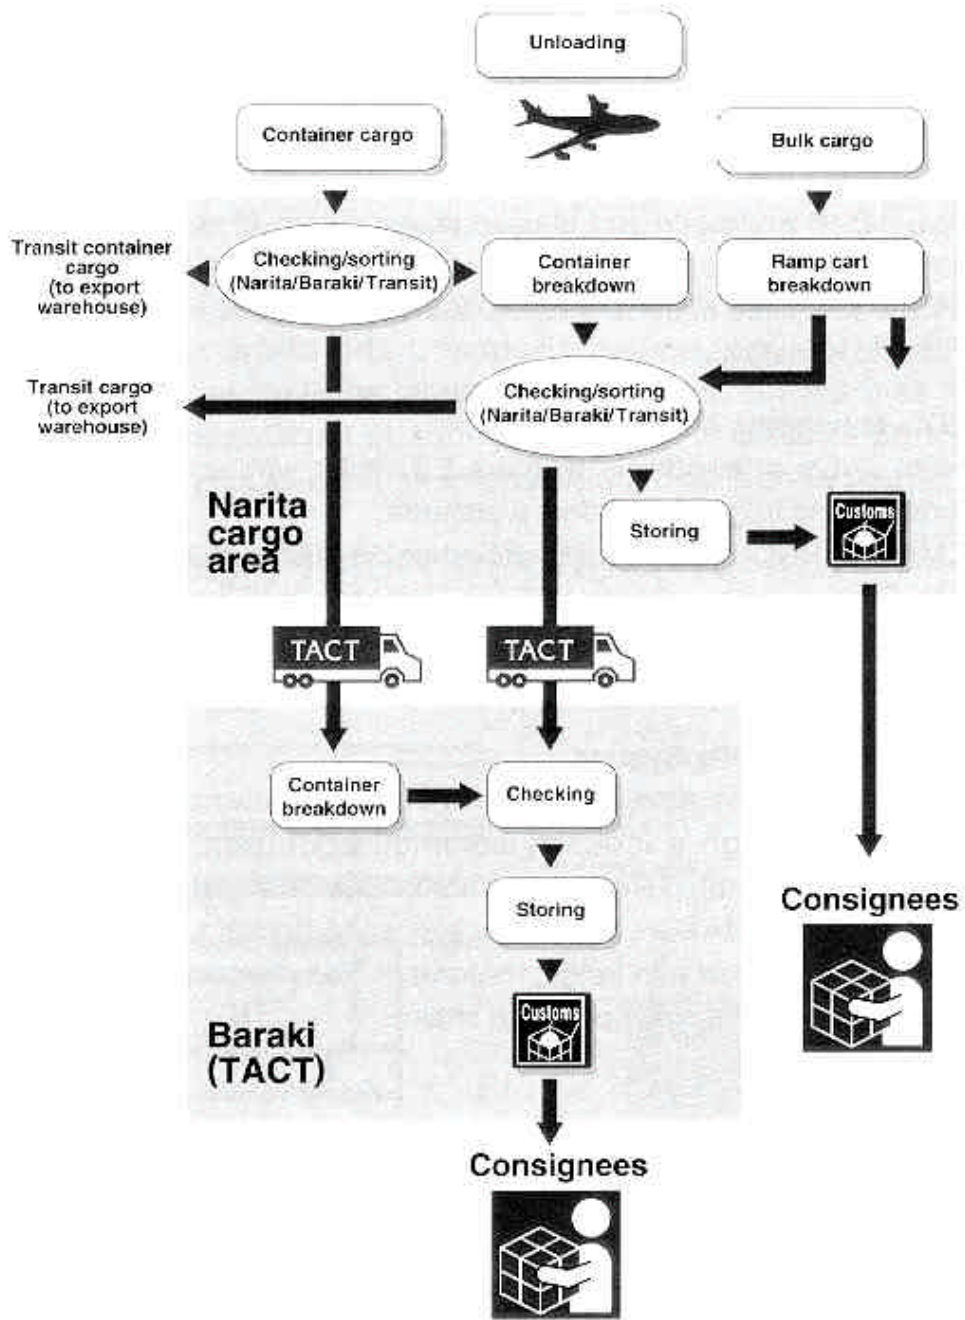 Unloading
Container cargo
Bulk cargo
Transit container
cargo
(to export
warehouse)
Checking/sorting
(Narita/Baraki/Transit)
Container
breakdown
Ramp cart
breakdown
Transit cargo
(to export
warehouse)
Checking/sorting
(Narita/Baraki/Transit)
Narita
cargo
area
Storing
Customs
TACT
TACT
Container
breakdown
Checking
Storing
Consignees
Baraki
(TACT)
Customs
Consignees